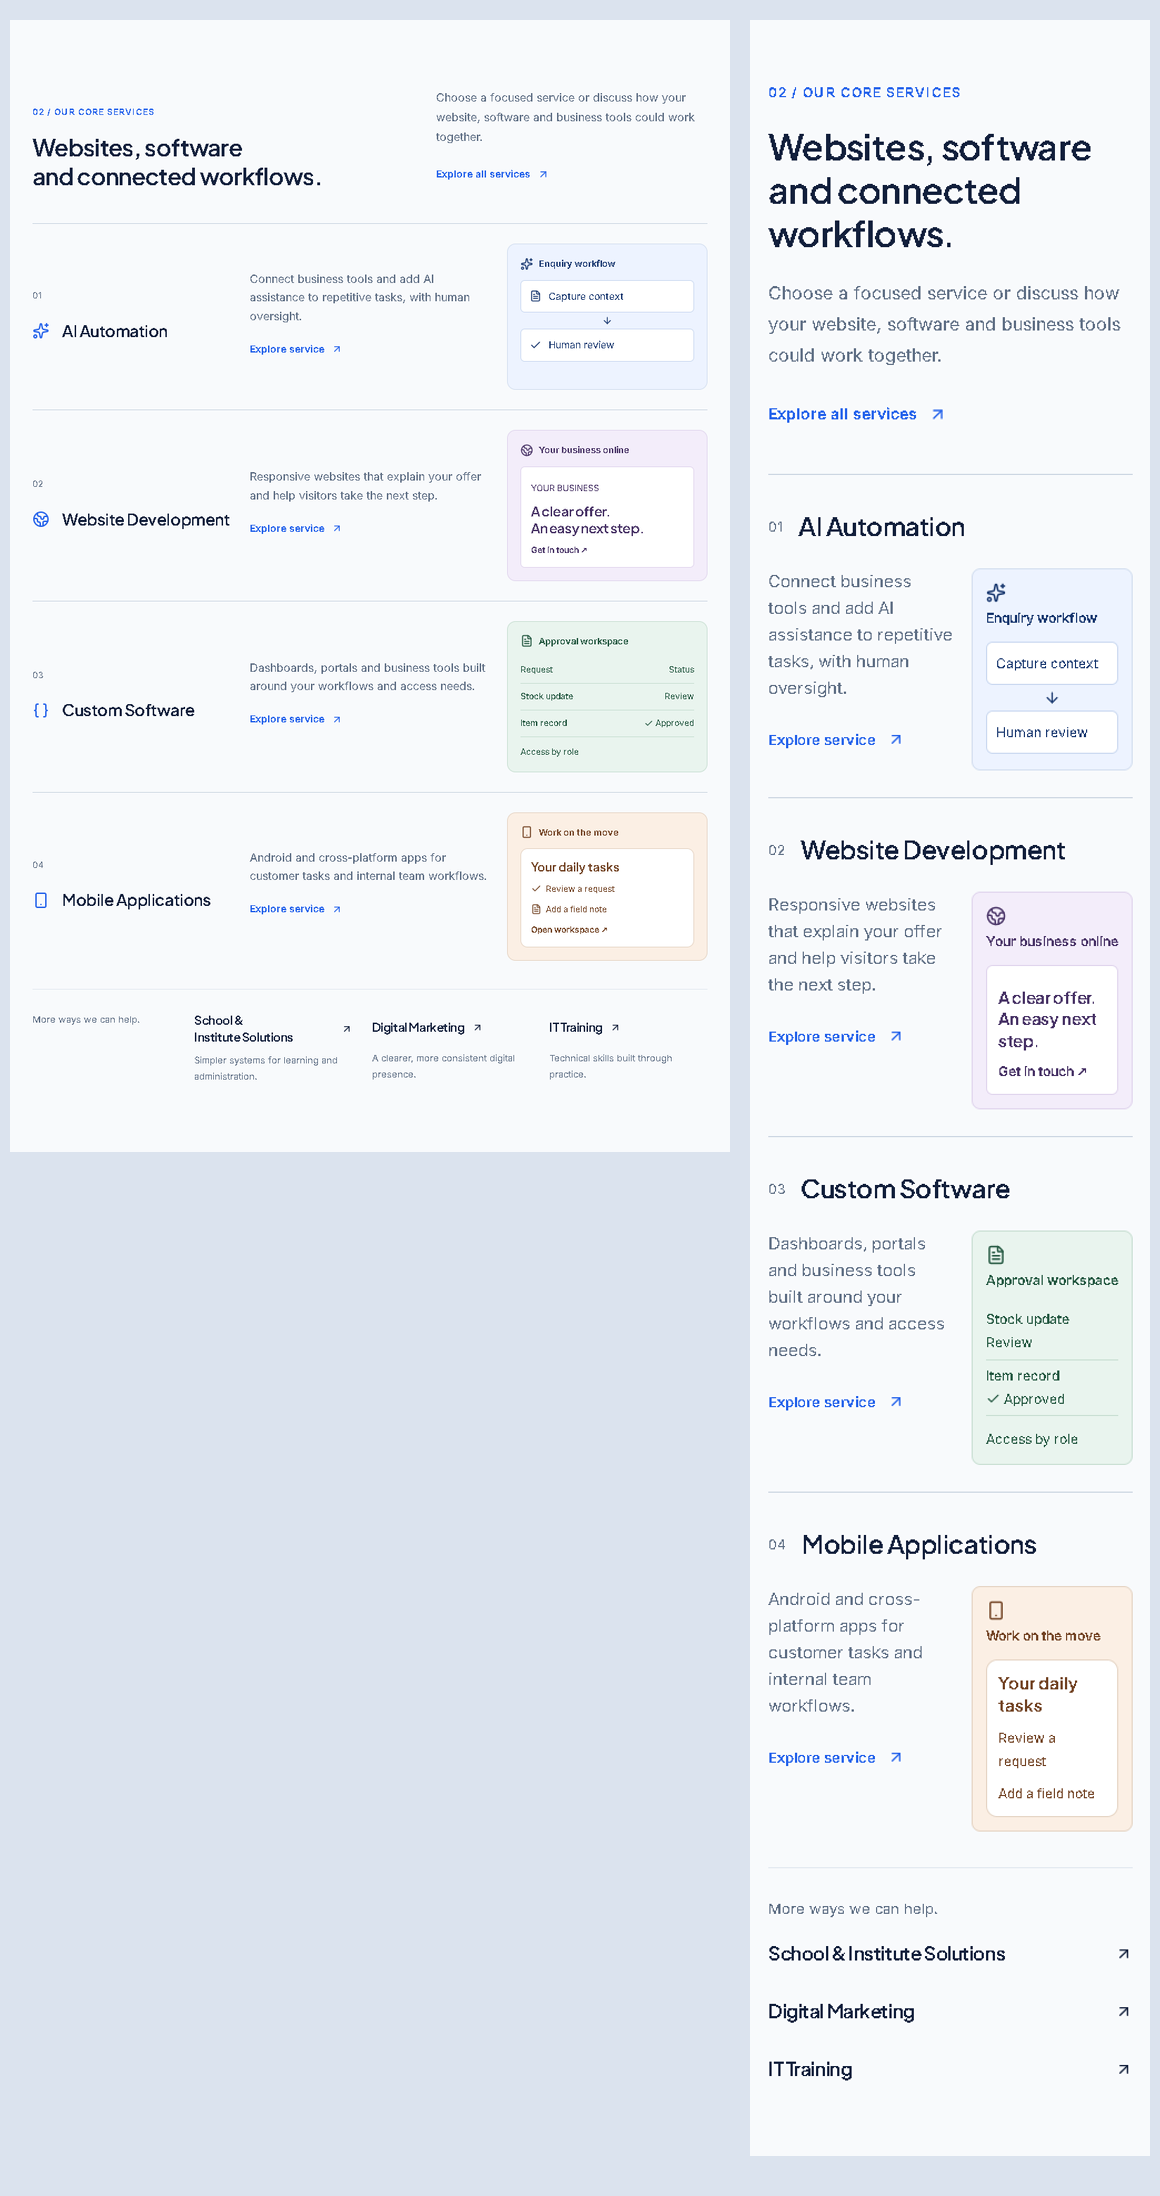 02 / OUR CORE SERVICES
Websites, software
and connected workflows.
Choose a focused service or discuss how your
website, software and business tools could work
together.
Explore all services ↗
01
AI Automation
Connect business tools and add AI
assistance to repetitive tasks, with human
oversight.
Explore service ↗
Enquiry workflow
Capture context
↓
Human review
02
Website Development
Responsive websites that explain your offer
and help visitors take the next step.
Explore service ↗
Your business online
YOUR BUSINESS
A clear offer.
An easy next step.
Get in touch ↗
03
Custom Software
Dashboards, portals and business tools built
around your workflows and access needs.
Explore service ↗
Approval workspace
Request Status
Stock update Review
Item record ✓ Approved
Access by role
04
Mobile Applications
Android and cross-platform apps for
customer tasks and internal team workflows.
Explore service ↗
Work on the move
Your daily tasks
✓ Review a request
Add a field note
Open workspace ↗
More ways we can help.
School &
Institute Solutions ↗
Simpler systems for learning and
administration.
Digital Marketing ↗
A clearer, more consistent digital
presence.
IT Training ↗
Technical skills built through
practice.
02 / OUR CORE SERVICES
Websites, software
and connected
workflows.
Choose a focused service or discuss how
your website, software and business tools
could work together.
Explore all services ↗
01 AI Automation
Connect business
tools and add AI
assistance to repetitive
tasks, with human
oversight.
Explore service ↗
Enquiry workflow
Capture context
↓
Human review
02 Website Development
Responsive websites
that explain your offer
and help visitors take
the next step.
Explore service ↗
Your business online
A clear offer.
An easy next
step.
Get in touch ↗
03 Custom Software
Dashboards, portals
and business tools
built around your
workflows and access
needs.
Explore service ↗
Approval workspace
Stock update
Review
Item record
✓ Approved
Access by role
04 Mobile Applications
Android and cross-
platform apps for
customer tasks and
internal team
workflows.
Explore service ↗
Work on the move
Your daily
tasks
Review a
request
Add a field note
More ways we can help.
School & Institute Solutions ↗
Digital Marketing ↗
IT Training ↗